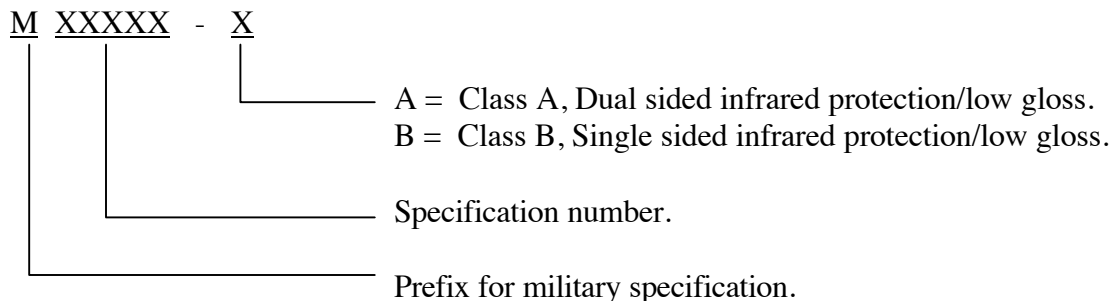 M XXXXX - X
A = Class A, Dual sided infrared protection/low gloss.
B = Class B, Single sided infrared protection/low gloss.
Specification number.
Prefix for military specification.